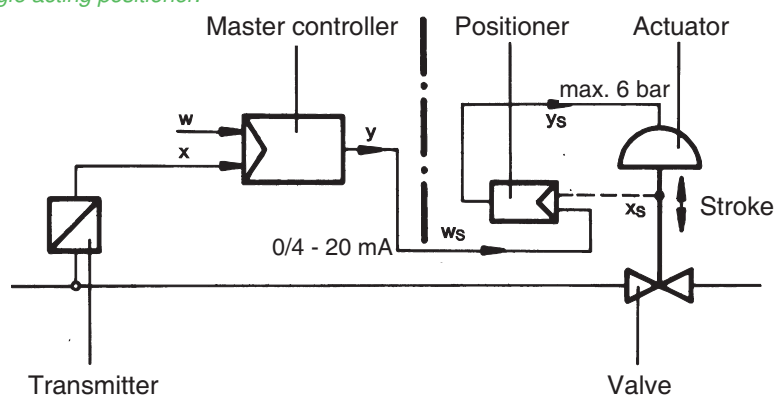 gle acting positioner.
Master controller
Positioner
Actuator
max. 6 bar
w
y
ys
x
xs
Stroke
ws
0/4 - 20 mA
Transmitter
Valve